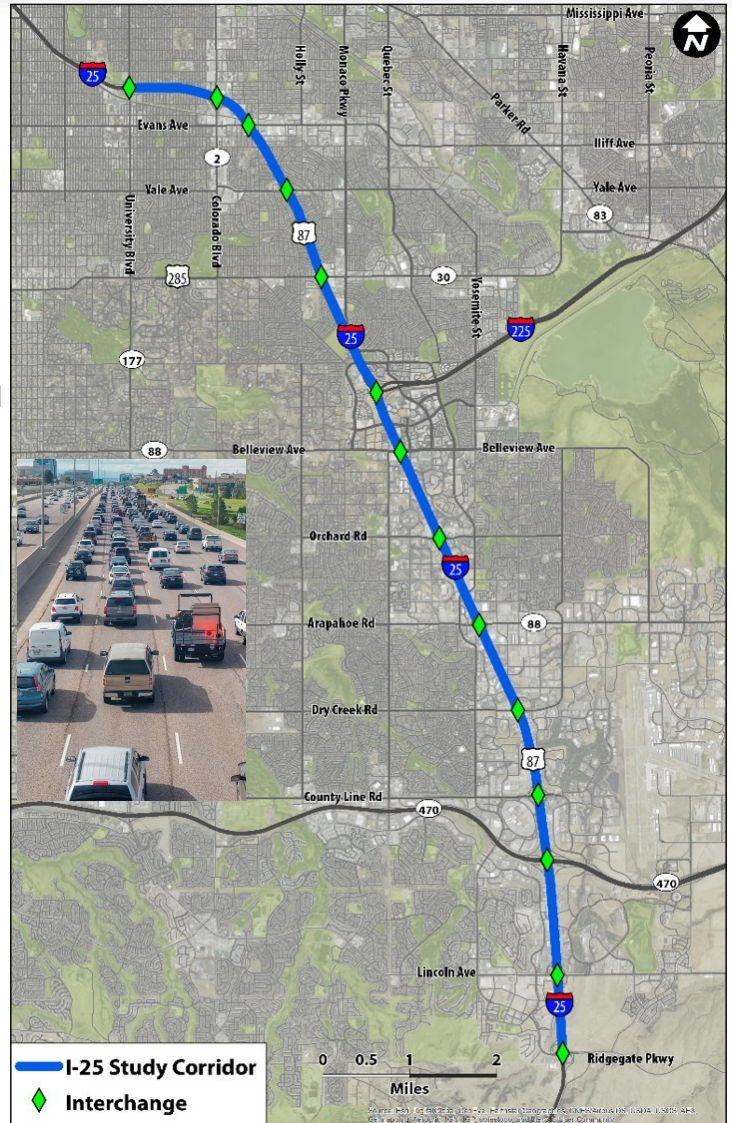 Mississippi Ave
N
25
Holly St
Monaco Pkwy
Quebec St
Havana St
Peoria St
Parker Rd
Evans Ave
Iliff Ave
2
Yale Ave
Yale Ave
83
University Blvd
Colorado Blvd
87
285
30
Yosemite St
25
225
177
88
Belleview Ave
Belleview Ave
Orchard Rd
25
Arapahoe Rd
88
Dry Creek Rd
87
County Line Rd
470
470
Lincoln Ave
25
Ridgegate Pkwy
I-25 Study Corridor
Interchange
0 0.5 1 2
Miles